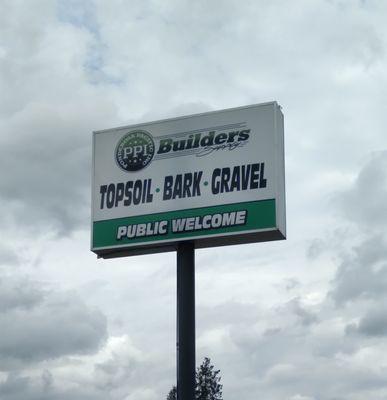 PPI
Builders
TOPSOIL · BARK · GRAVEL
PUBLIC WELCOME